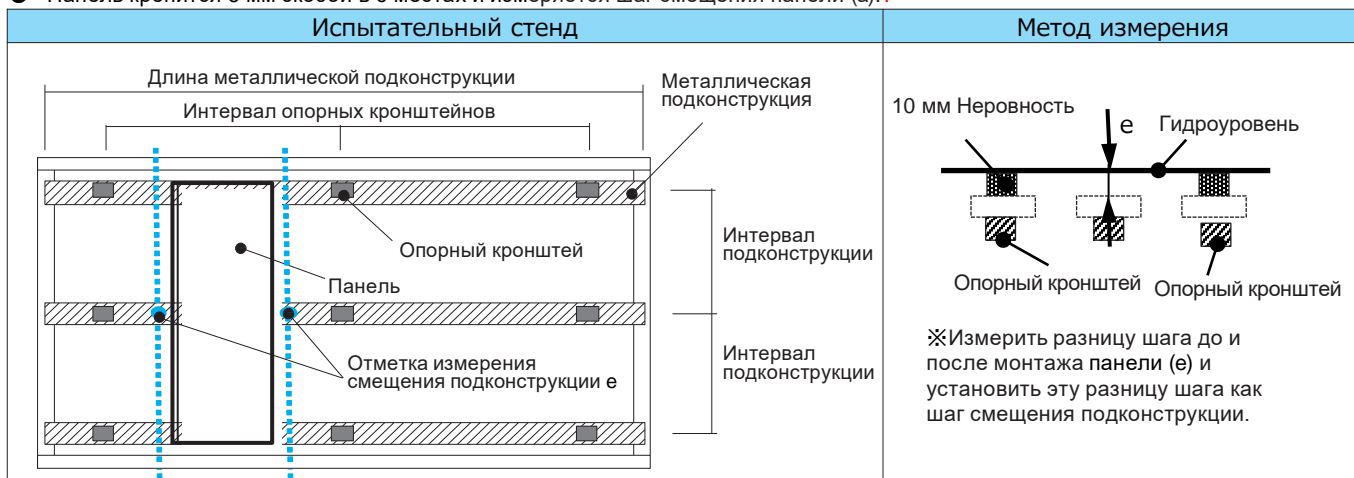 Испытательный стенд
Метод измерения
Длина металлической подконструкции
Интервал опорных кронштейнов
Металлическая
подконструкция
Опорный кронштей
Панель
Отметка измерения
смещения подконструкции e
Интервал
подконструкции
Интервал
подконструкции
10 мм Неровность
e
Гидроуровень
Опорный кронштей
Опорный кронштей
※Измерить разницу шага до и
после монтажа панели (e) и
установить эту разницу шага как
шаг смещения подконструкции.